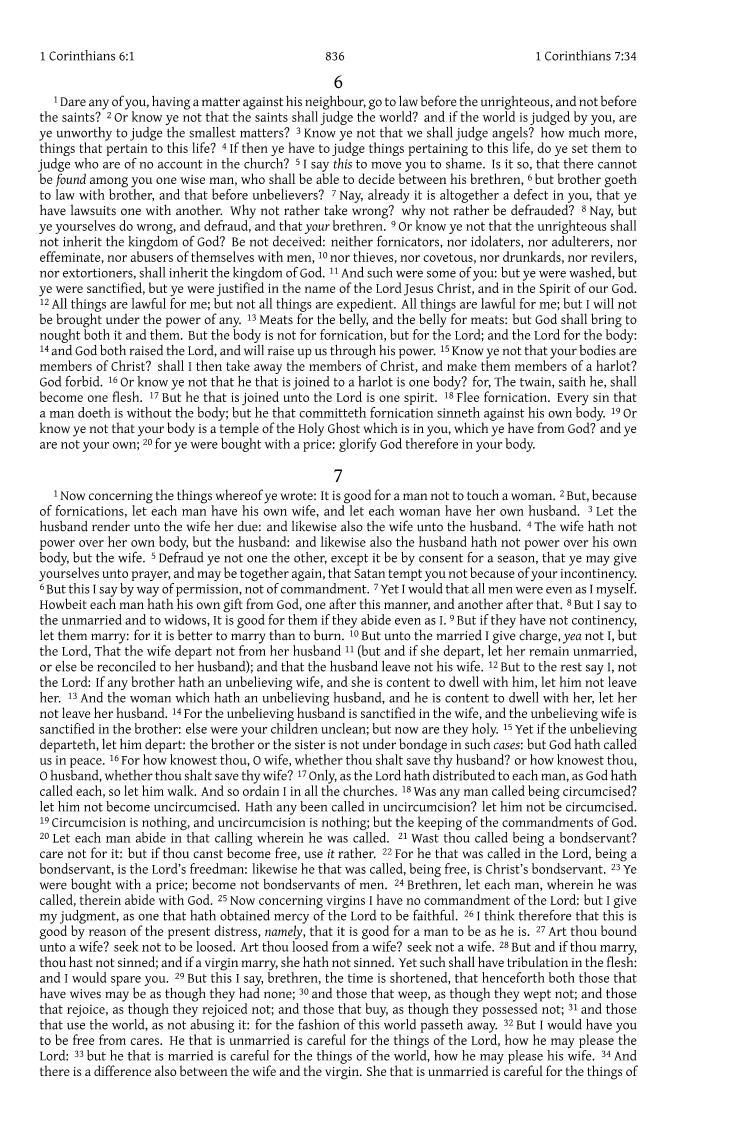 1 Corinthians 6:1 836 1 Corinthians 7:34
6
1 Dare any of you, having a matter against his neighbour, go to law before the unrighteous, and not before
the saints? 2 Or know ye not that the saints shall judge the world? and if the world is judged by you, are
ye unworthy to judge the smallest matters? 3 Know ye not that we shall judge angels? how much more,
things that pertain to this life? 4 If then ye have to judge things pertaining to this life, do ye set them to
judge who are of no account in the church? 5 I say this to move you to shame. Is it so, that there cannot
be found among you one wise man, who shall be able to decide between his brethren, 6 but brother goeth
to law with brother, and that before unbelievers? 7 Nay, already it is altogether a defect in you, that ye
have lawsuits one with another. Why not rather take wrong? why not rather be defrauded? 8 Nay, but
ye yourselves do wrong, and defraud, and that your brethren. 9 Or know ye not that the unrighteous shall
not inherit the kingdom of God? Be not deceived: neither fornicators, nor idolaters, nor adulterers, nor
effeminate, nor abusers of themselves with men, 10 nor thieves, nor covetous, nor drunkards, nor revilers,
nor extortioners, shall inherit the kingdom of God. 11 And such were some of you: but ye were washed, but
ye were sanctified, but ye were justified in the name of the Lord Jesus Christ, and in the Spirit of our God.
12 All things are lawful for me; but not all things are expedient. All things are lawful for me; but I will not
be brought under the power of any. 13 Meats for the belly, and the belly for meats: but God shall bring to
nought both it and them. But the body is not for fornication, but for the Lord; and the Lord for the body:
14 and God both raised the Lord, and will raise up us through his power. 15 Know ye not that your bodies are
members of Christ? shall I then take away the members of Christ, and make them members of a harlot?
God forbid. 16 Or know ye not that he that is joined to a harlot is one body? for, The twain, saith he, shall
become one flesh. 17 But he that is joined unto the Lord is one spirit. 18 Flee fornication. Every sin that
a man doeth is without the body; but he that committeth fornication sinneth against his own body. 19 Or
know ye not that your body is a temple of the Holy Ghost which is in you, which ye have from God? and ye
are not your own; 20 for ye were bought with a price: glorify God therefore in your body.
7
1 Now concerning the things whereof ye wrote: It is good for a man not to touch a woman. 2 But, because
of fornications, let each man have his own wife, and let each woman have her own husband. 3 Let the
husband render unto the wife her due: and likewise also the wife unto the husband. 4 The wife hath not
power over her own body, but the husband: and likewise also the husband hath not power over his own
body, but the wife. 5 Defraud ye not one the other, except it be by consent for a season, that ye may give
yourselves unto prayer, and may be together again, that Satan tempt you not because of your incontinency.
6 But this I say by way of permission, not of commandment. 7 Yet I would that all men were even as I myself.
Howbeit each man hath his own gift from God, one after this manner, and another after that. 8 But I say to
the unmarried and to widows, It is good for them if they abide even as I. 9 But if they have not continency,
let them marry: for it is better to marry than to burn. 10 But unto the married I give charge, yea not I, but
the Lord, That the wife depart not from her husband 11 (but and if she depart, let her remain unmarried,
or else be reconciled to her husband); and that the husband leave not his wife. 12 But to the rest say I, not
the Lord: If any brother hath an unbelieving wife, and she is content to dwell with him, let him not leave
her. 13 And the woman which hath an unbelieving husband, and he is content to dwell with her, let her
not leave her husband. 14 For the unbelieving husband is sanctified in the wife, and the unbelieving wife is
sanctified in the brother: else were your children unclean; but now are they holy. 15 Yet if the unbelieving
departeth, let him depart: the brother or the sister is not under bondage in such cases: but God hath called
us in peace. 16 For how knowest thou, O wife, whether thou shalt save thy husband? or how knowest thou,
O husband, whether thou shalt save thy wife? 17 Only, as the Lord hath distributed to each man, as God hath
called each, so let him walk. And so ordain I in all the churches. 18 Was any man called being circumcised?
let him not become uncircumcised. Hath any been called in uncircumcision? let him not be circumcised.
19 Circumcision is nothing, and uncircumcision is nothing; but the keeping of the commandments of God.
20 Let each man abide in that calling wherein he was called. 21 Wast thou called being a bondservant?
care not for it: but if thou canst become free, use it rather. 22 For he that was called in the Lord, being a
bondservant, is the Lord's freedman: likewise he that was called, being free, is Christ's bondservant. 23 Ye
were bought with a price; become not bondservants of men. 24 Brethren, let each man, wherein he was
called, therein abide with God. 25 Now concerning virgins I have no commandment of the Lord: but I give
my judgment, as one that hath obtained mercy of the Lord to be faithful. 26 I think therefore that this is
good by reason of the present distress, namely, that it is good for a man to be as he is. 27 Art thou bound
unto a wife? seek not to be loosed. Art thou loosed from a wife? seek not a wife. 28 But and if thou marry,
thou hast not sinned; and if a virgin marry, she hath not sinned. Yet such shall have tribulation in the flesh:
and I would spare you. 29 But this I say, brethren, the time is shortened, that henceforth both those that
have wives may be as though they had none; 30 and those that weep, as though they wept not; and those
that rejoice, as though they rejoiced not; and those that buy, as though they possessed not; 31 and those
that use the world, as not abusing it: for the fashion of this world passeth away. 32 But I would have you
to be free from cares. He that is unmarried is careful for the things of the Lord, how he may please the
Lord: 33 but he that is married is careful for the things of the world, how he may please his wife. 34 And
there is a difference also between the wife and the virgin. She that is unmarried is careful for the things of